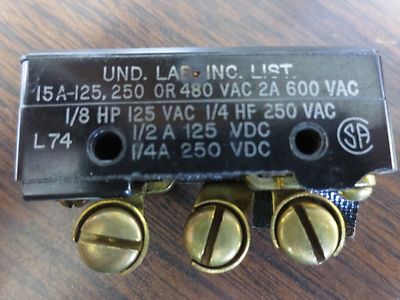 UND. LAB. INC. LIST.
15A-125, 250 OR 480 VAC 2A 600 VAC
1/8 HP 125 VAC 1/4 HP 250 VAC
L74 1/2 A 125 VDC
1/4A 250 VDC
SA